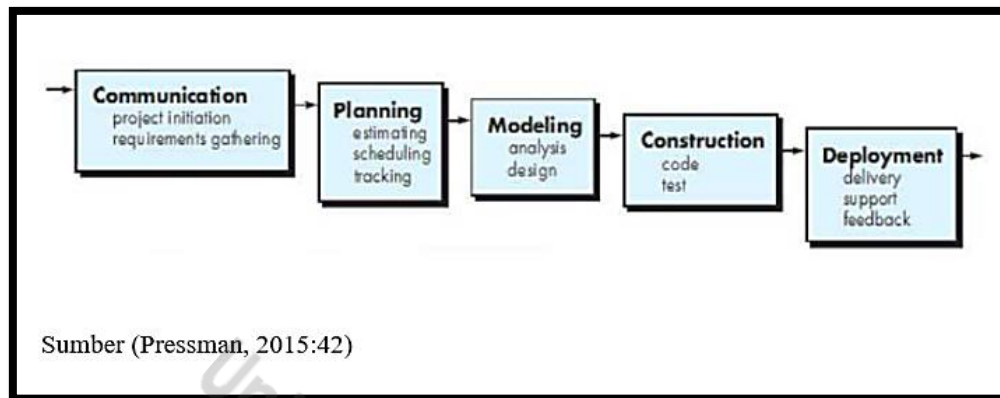 Communication
project initiation
requirements gathering
Planning
estimating
scheduling
tracking
Modeling
analysis
design
Construction
code
test
Deployment
delivery
support
feedback
Sumber (Pressman, 2015:42)